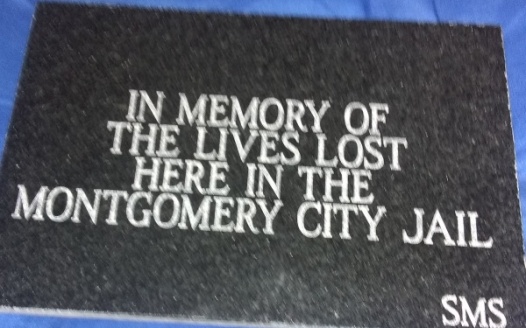 IN MEMORY OF
THE LIVES LOST
HERE IN THE
MONTGOMERY CITY JAIL
SMS